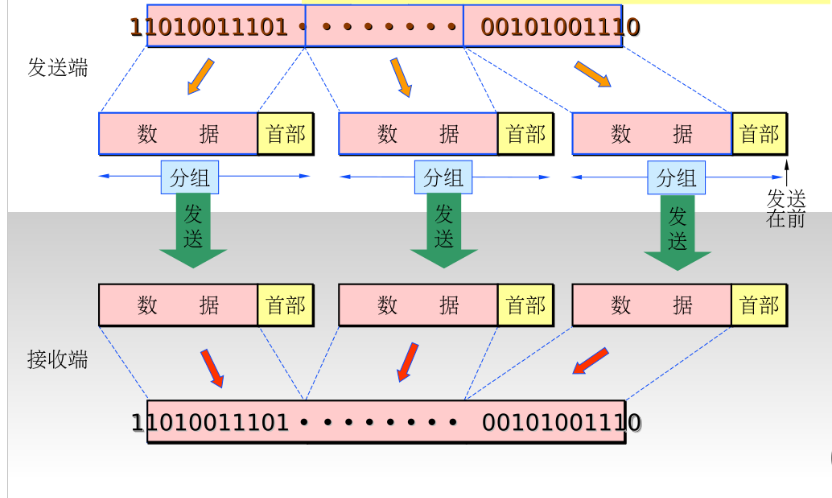 11010011101 · · · · · · · · 00101001110
发送端
数 据 首部 数 据 首部 数 据 首部
分组 分组 分组
发送
在前
发 发 发
送 送 送
数 据 首部 数 据 首部 数 据 首部
接收端
11010011101 · · · · · · · · 00101001110